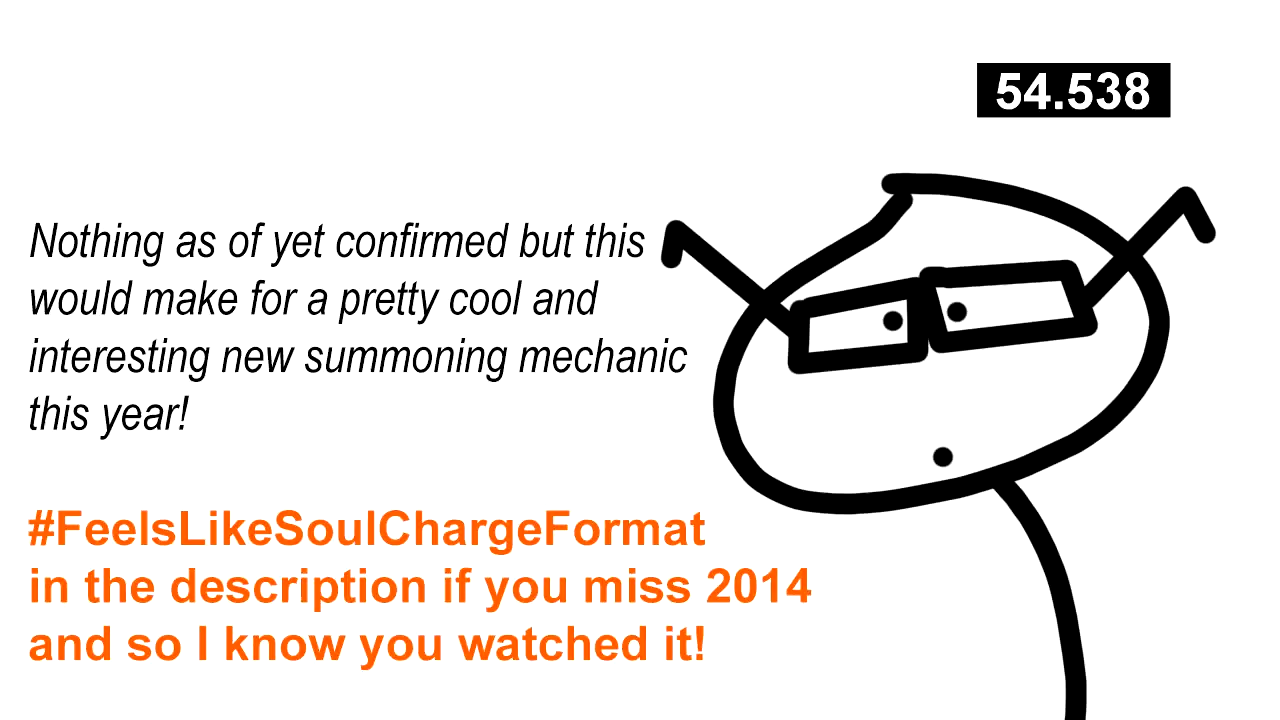 54.538
Nothing as of yet confirmed but this
would make for a pretty cool and
interesting new summoning mechanic
this year!
#FeelsLikeSoulChargeFormat
in the description if you miss 2014
and so I know you watched it!